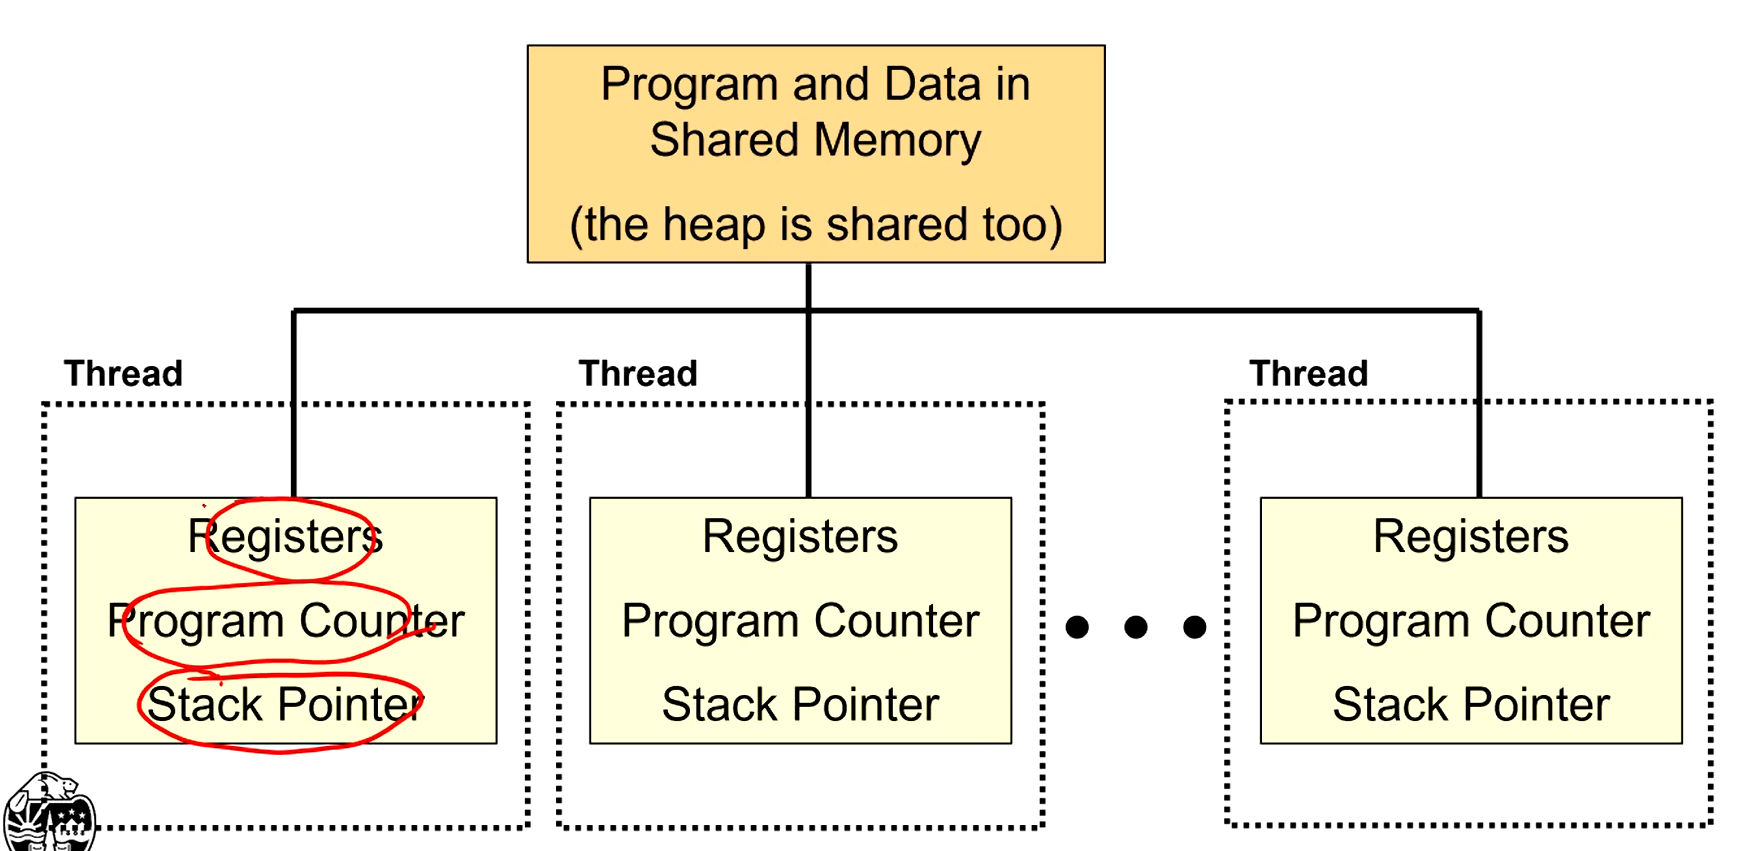 Program and Data in
Shared Memory
(the heap is shared too)
Thread
Thread
Thread
Registers
Program Counter
Stack Pointer
Registers
Program Counter
Stack Pointer
Registers
Program Counter
Stack Pointer